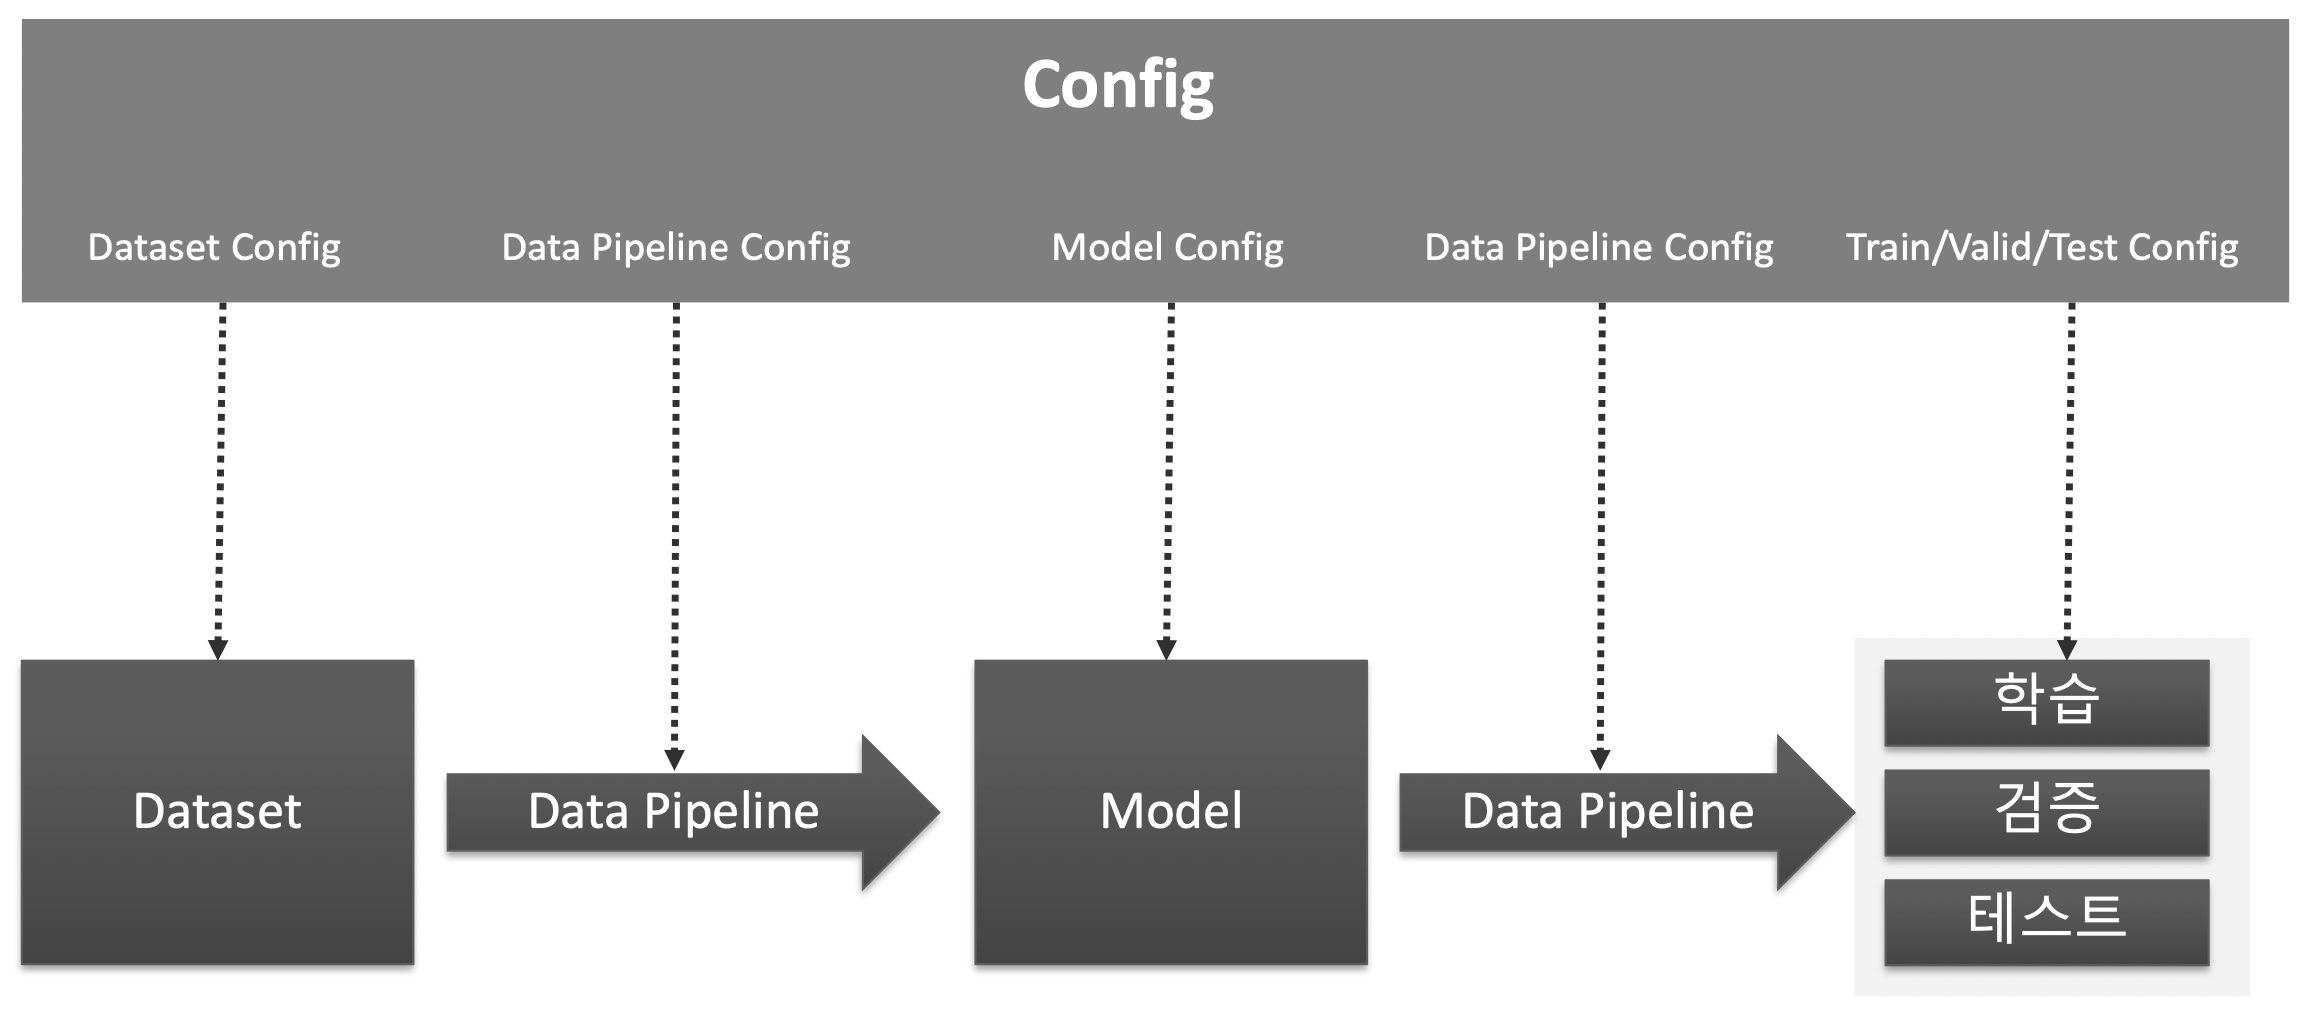 Config
Dataset Config
Data Pipeline Config
Model Config
Data Pipeline Config
Train/Valid/Test Config
Dataset
Data Pipeline
Model
Data Pipeline
학습
검증
테스트